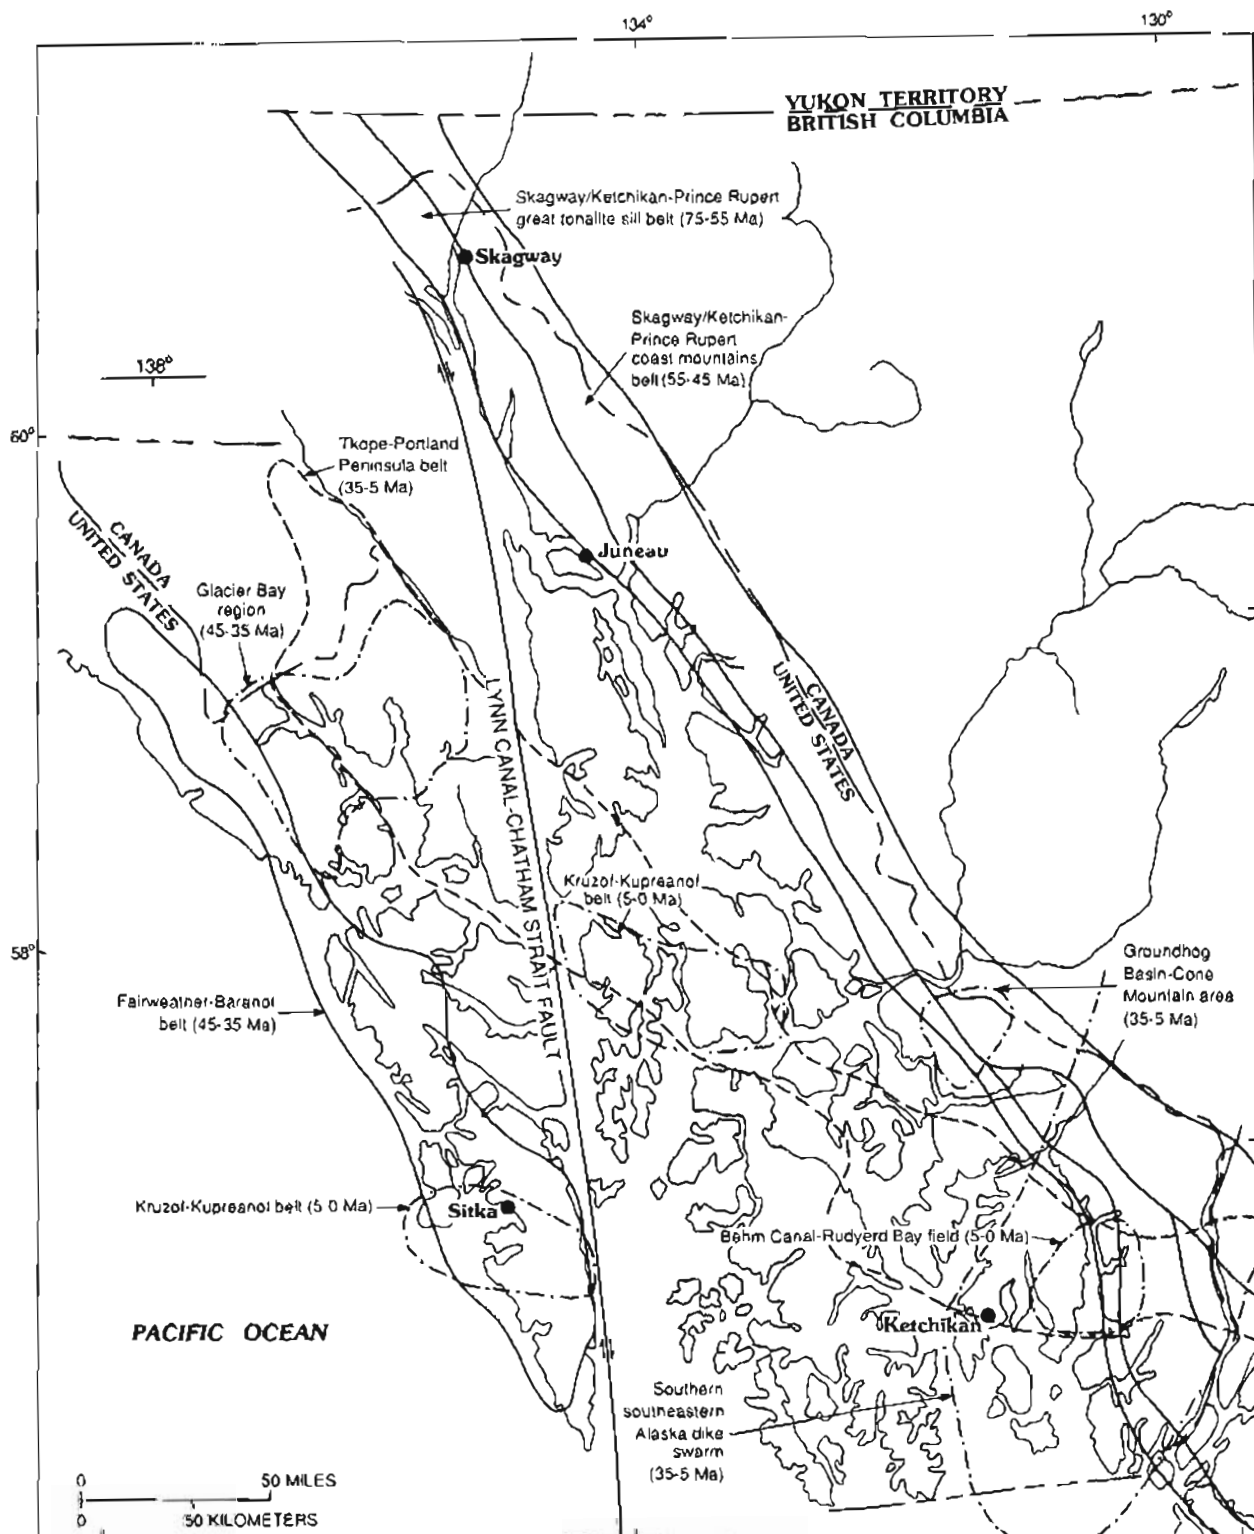 134°
130°
YUKON TERRITORY
BRITISH COLUMBIA
Skagway/Ketchikan-Prince Rupert
great tonalite sill belt (75-55 Ma)
Skagway
Skagway/Ketchikan-
Prince Rupert
coast mountains
belt (55-45 Ma)
138°
60°
Tkope-Portland
Peninsula belt
(35-5 Ma)
CANADA
UNITED STATES
Juneau
Glacier Bay
region
(45-35 Ma)
LYNN CANAL-CHATHAM STRAIT FAULT
CANADA
UNITED STATES
Kruzof-Kupreanof
belt (5-0 Ma)
58°
Groundhog
Basin-Cone
Mountain area
(35-5 Ma)
Fairweather-Baranof
belt (45-35 Ma)
Kruzof-Kupreanof belt (5-0 Ma)
Sitka
Behm Canal-Rudyerd Bay field (5-0 Ma)
PACIFIC OCEAN
Ketchikan
Southern
southeastern
Alaska dike
swarm
(35-5 Ma)
0 50 MILES
0 50 KILOMETERS